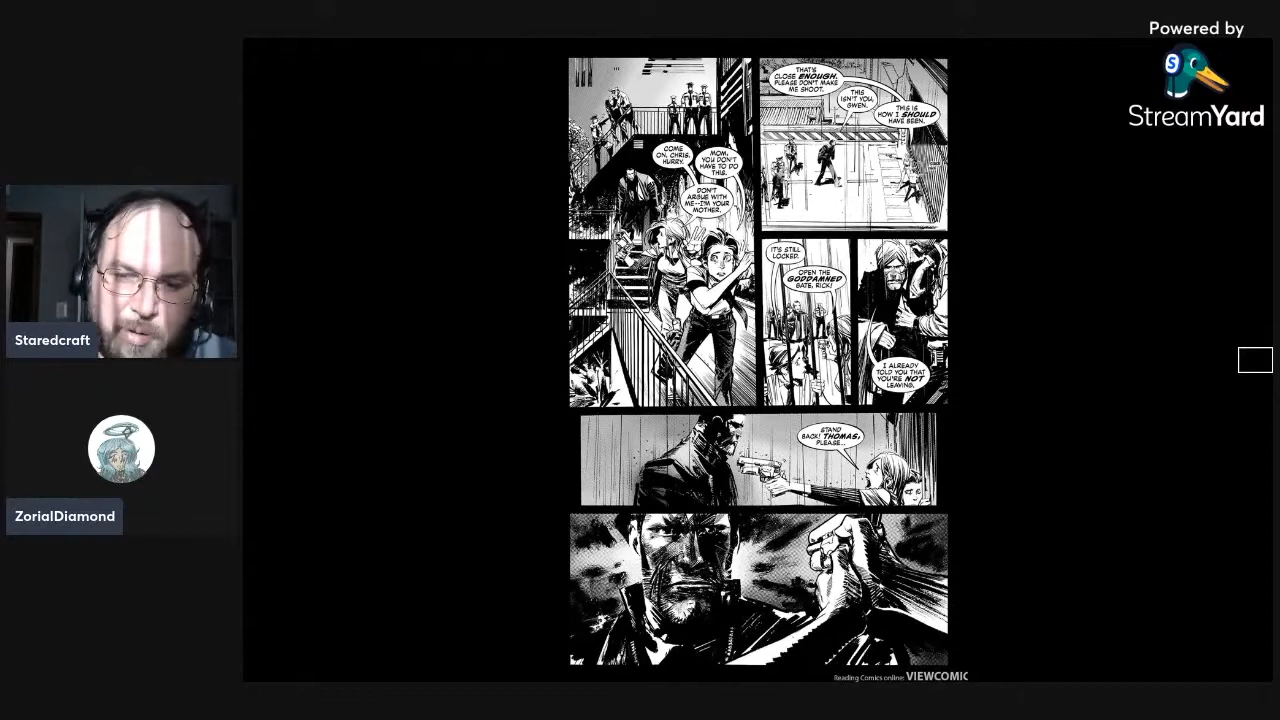 Powered by
StreamYard
Staredcraft
ZorialDiamond
COME
ON, CHRIS,
HURRY.
MOM,
YOU DON'T
HAVE TO DO
THIS.
DON'T
ARGUE WITH
ME--I'M YOUR
MOTHER.
THAT'S
CLOSE ENOUGH.
PLEASE DON'T MAKE
ME SHOOT.
THIS
ISN'T YOU,
GWEN.
THIS IS
HOW I SHOULD
HAVE BEEN.
IT'S STILL
LOCKED.
OPEN THE
GODDAMNED
GATE, RICK!
I ALREADY
TOLD YOU THAT
YOU'RE NOT
LEAVING.
STAND
BACK! THOMAS,
PLEASE...
Reading Comics online: VIEWCOMIC